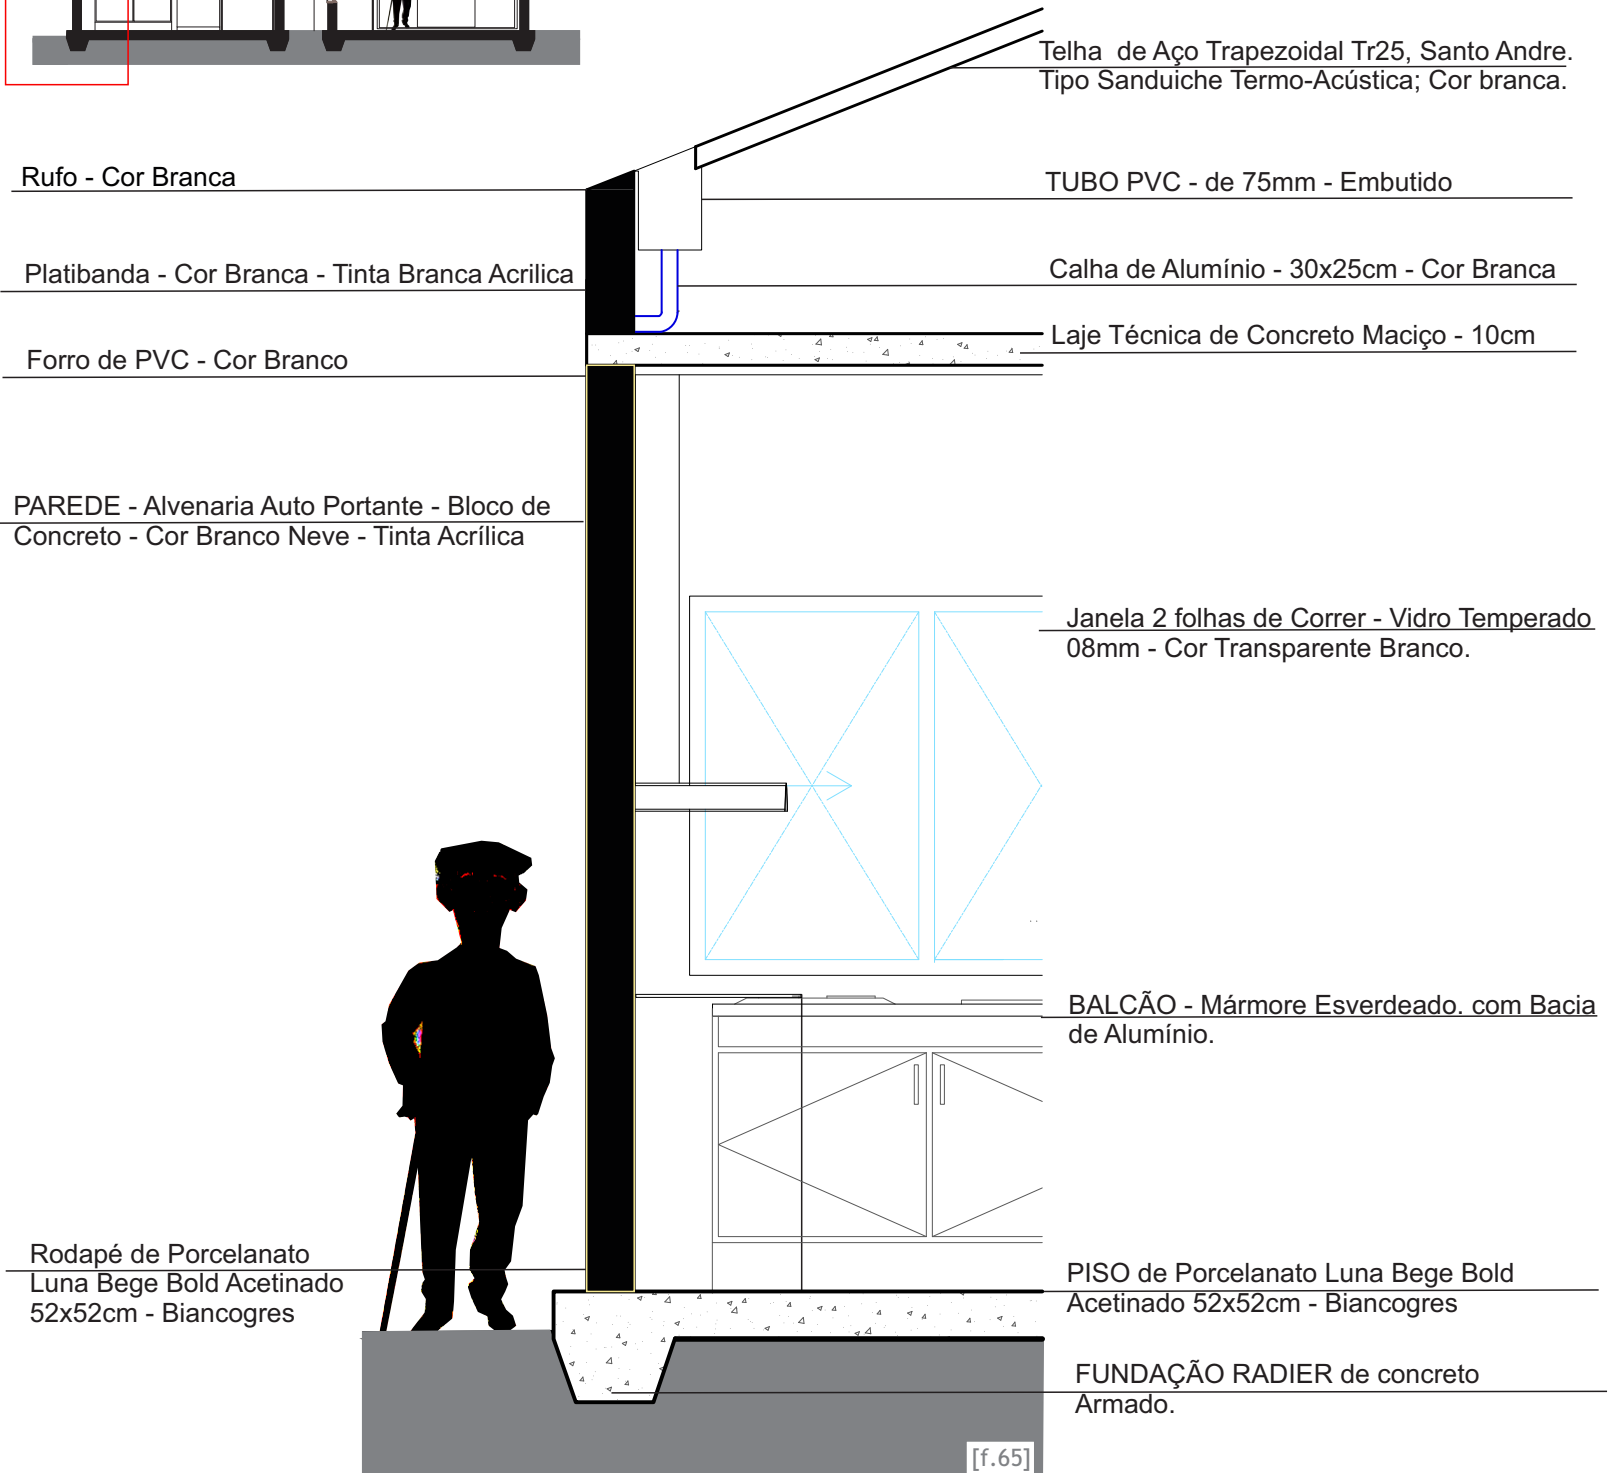 Telha  de Aço Trapezoidal Tr25, Santo Andre.
Tipo Sanduiche Termo-Acústica; Cor branca.
Rufo - Cor Branca
TUBO PVC - de 75mm - Embutido
Platibanda - Cor Branca - Tinta Branca Acrilica
Calha de Alumínio - 30x25cm - Cor Branca
Laje Técnica de Concreto Maciço - 10cm
Forro de PVC - Cor Branco
PAREDE - Alvenaria Auto Portante - Bloco de
Concreto - Cor Branco Neve - Tinta Acrílica
Janela 2 folhas de Correr - Vidro Temperado
08mm - Cor Transparente Branco.
BALCÃO - Mármore Esverdeado. com Bacia
de Alumínio.
Rodapé de Porcelanato
Luna Bege Bold Acetinado
52x52cm - Biancogres
PISO de Porcelanato Luna Bege Bold
Acetinado 52x52cm - Biancogres
FUNDAÇÃO RADIER de concreto
Armado.
[f.65]